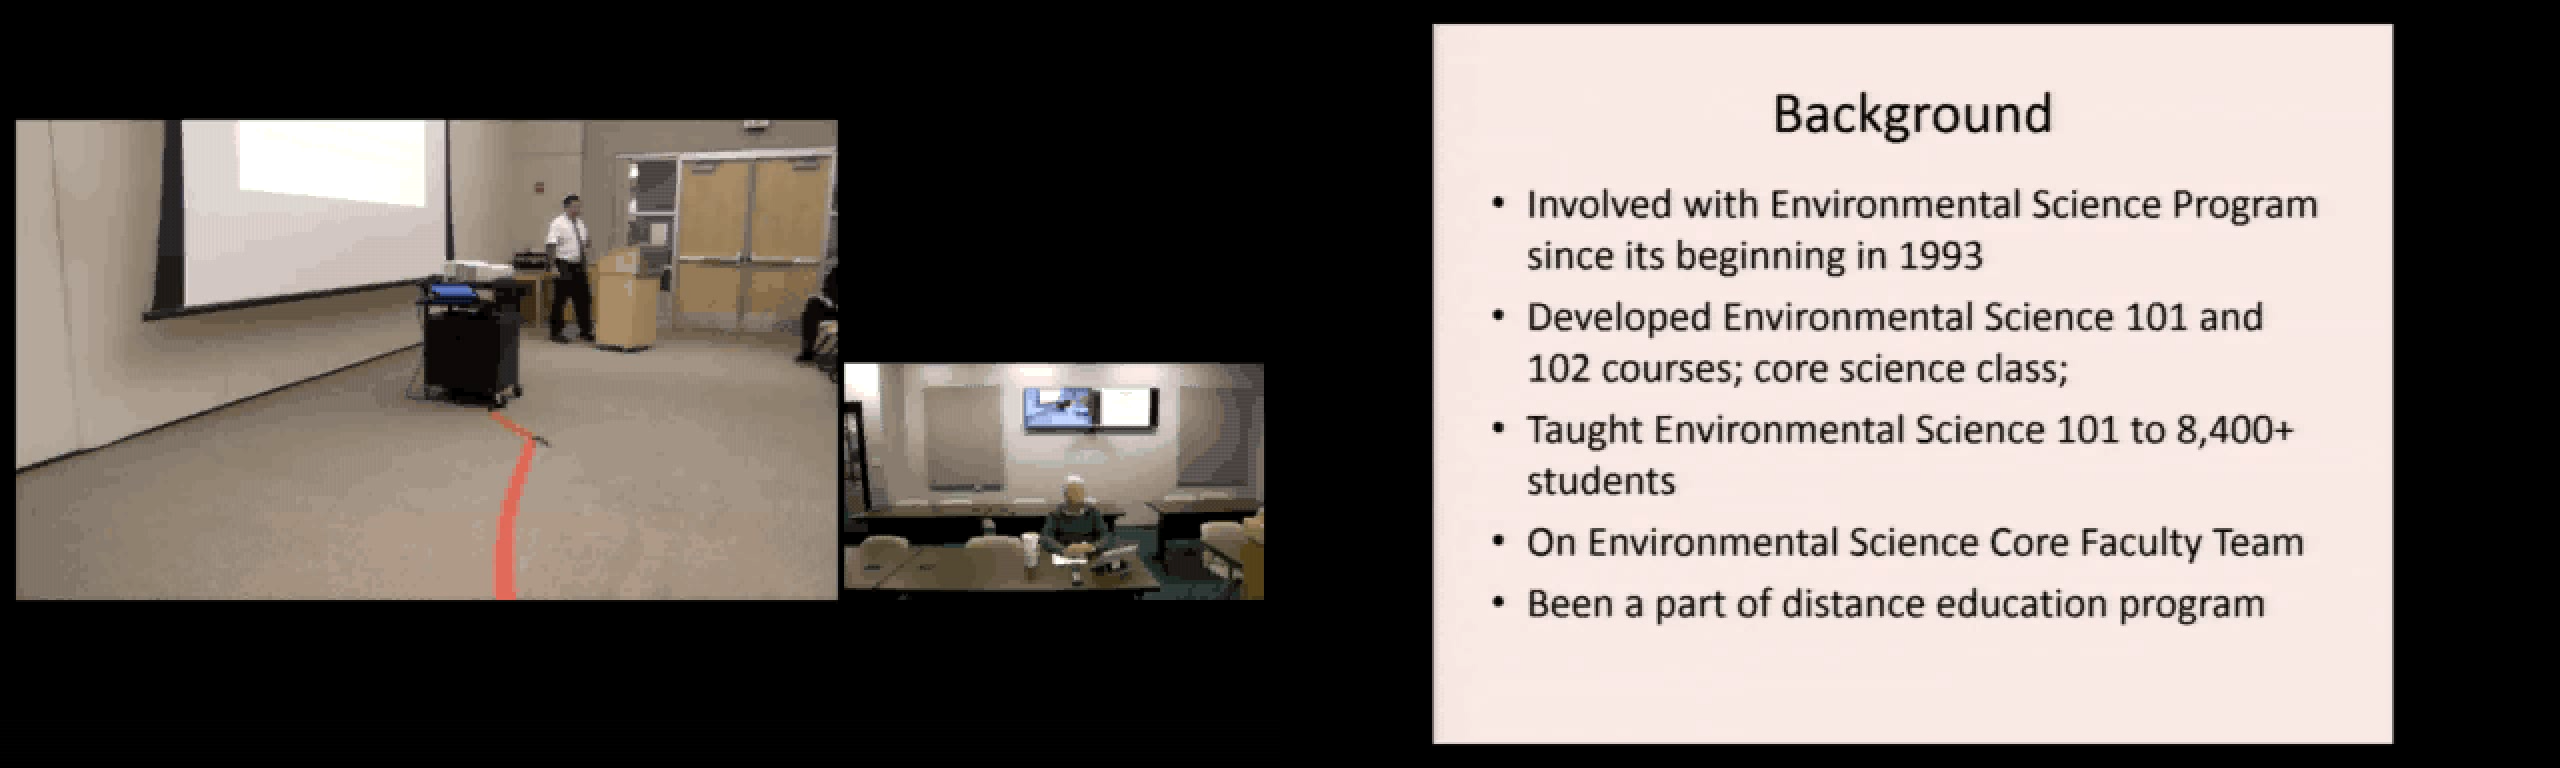 Background
• Involved with Environmental Science Program
since its beginning in 1993
• Developed Environmental Science 101 and
102 courses; core science class;
• Taught Environmental Science 101 to 8,400+
students
• On Environmental Science Core Faculty Team
• Been a part of distance education program